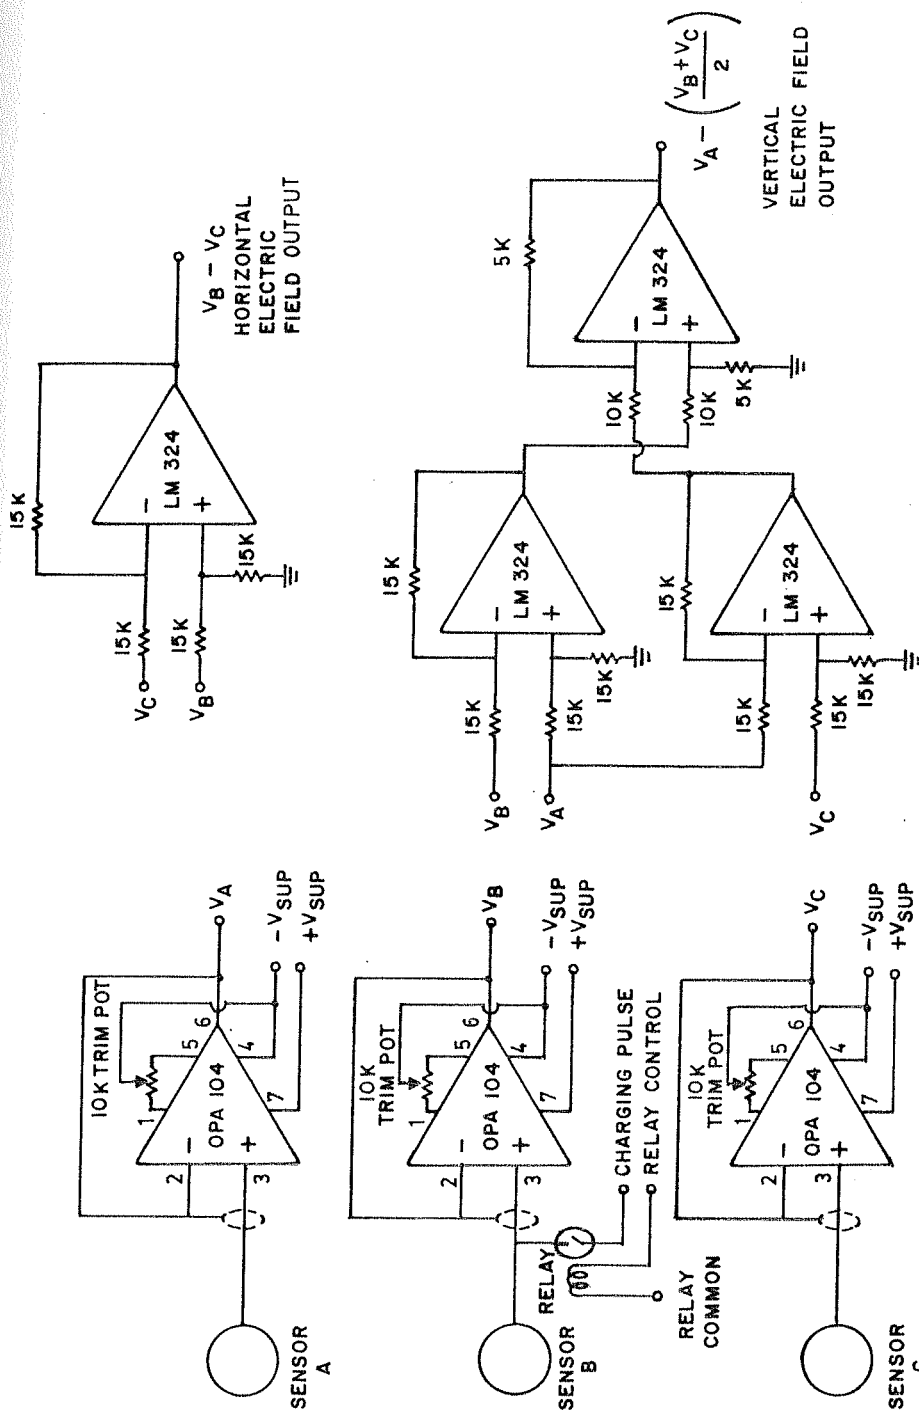 SENSOR
A
2
3
−
+
OPA 104
1
5
6
4
7
10K TRIM POT
VA
−VSUP
+VSUP
SENSOR
B
RELAY
RELAY
COMMON
2
3
−
+
OPA 104
1
5
6
4
7
10K
TRIM POT
VB
−VSUP
+VSUP
CHARGING PULSE
RELAY CONTROL
SENSOR
2
3
−
+
OPA 104
1
5
6
4
7
10K
TRIM POT
VC
−VSUP
+VSUP
VC
VB
15K
15K
15K
15K
−
+
LM 324
VB − VC
HORIZONTAL
ELECTRIC
FIELD OUTPUT
VB
VA
15K
15K
15K
15K
−
+
LM 324
VC
15K
15K
15K
15K
−
+
LM 324
10K
10K
5K
5K
−
+
LM 324
VA − (VB + VC / 2)
VERTICAL
ELECTRIC FIELD
OUTPUT